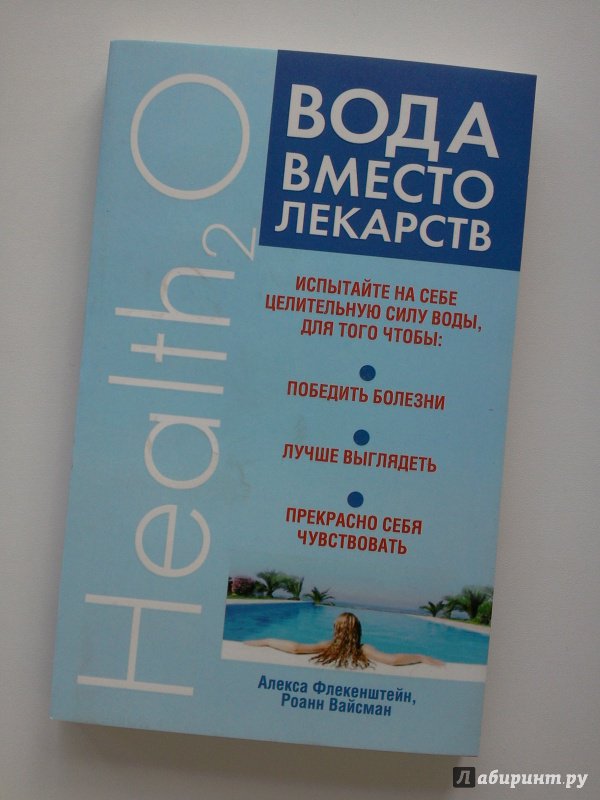 Health₂O
ВОДА
ВМЕСТО
ЛЕКАРСТВ
ИСПЫТАЙТЕ НА СЕБЕ
ЦЕЛИТЕЛЬНУЮ СИЛУ ВОДЫ,
ДЛЯ ТОГО ЧТОБЫ:
ПОБЕДИТЬ БОЛЕЗНИ
ЛУЧШЕ ВЫГЛЯДЕТЬ
ПРЕКРАСНО СЕБЯ
ЧУВСТВОВАТЬ
Алекса Флекенштейн,
Роанн Вайсман
Лабиринт.ру